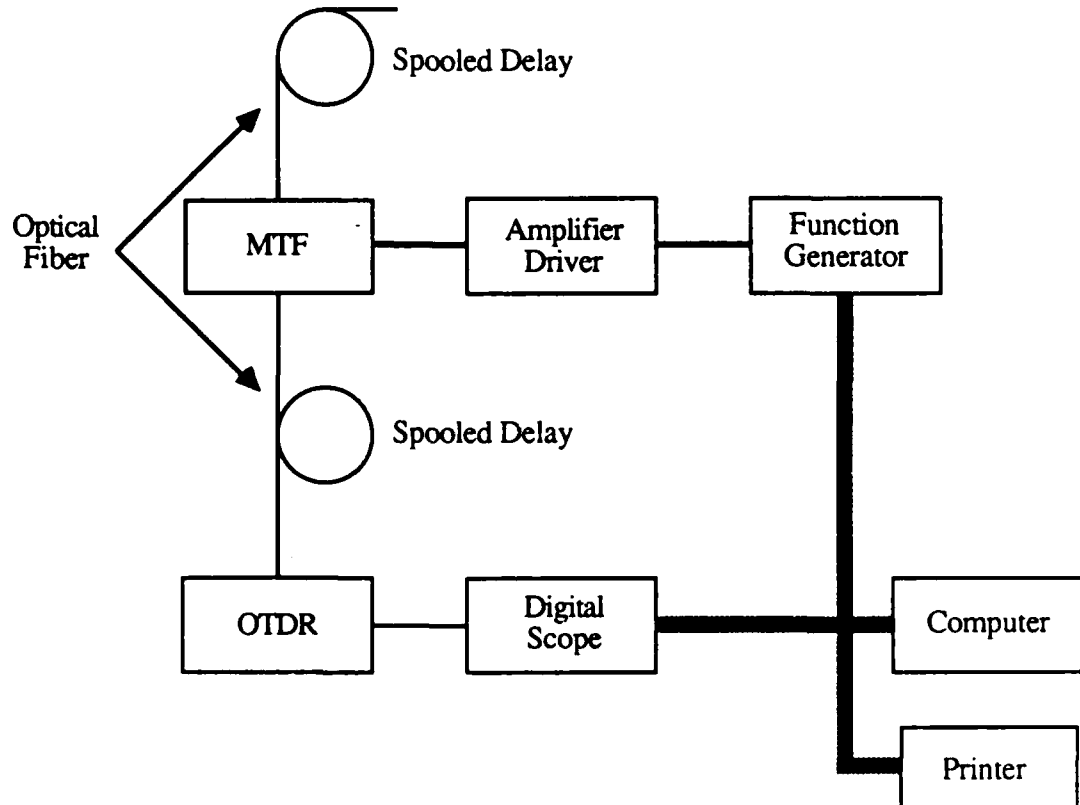 Spooled Delay
Optical
Fiber
MTF
Amplifier
Driver
Function
Generator
Spooled Delay
OTDR
Digital
Scope
Computer
Printer